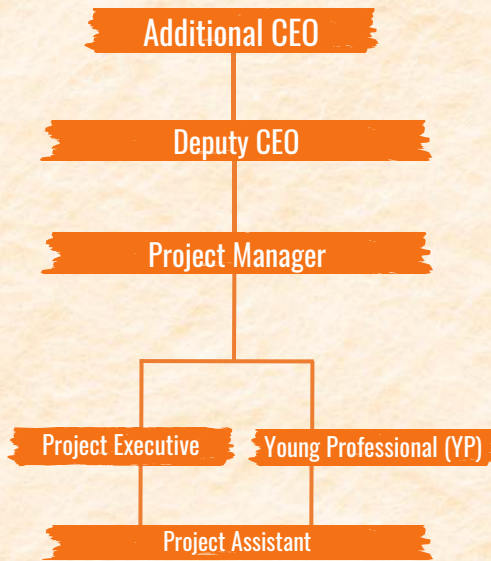 Additional CEO
Deputy CEO
Project Manager
Project Executive
Young Professional (YP)
Project Assistant